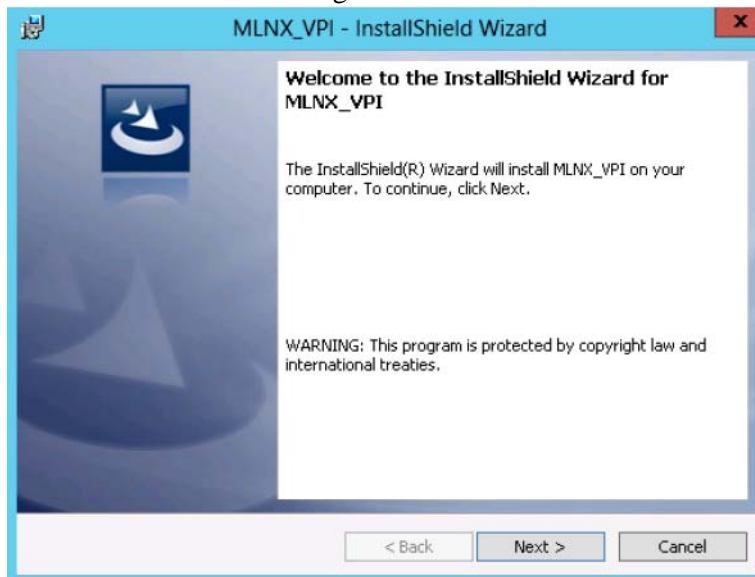 MLNX_VPI - InstallShield Wizard
x
Welcome to the InstallShield Wizard for
MLNX_VPI
The InstallShield(R) Wizard will install MLNX_VPI on your
computer. To continue, click Next.
WARNING: This program is protected by copyright law and
international treaties.
< Back
Next >
Cancel